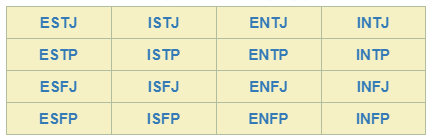 ESTJ ISTJ ENTJ INTJ
ESTP ISTP ENTP INTP
ESFJ ISFJ ENFJ INFJ
ESFP ISFP ENFP INFP